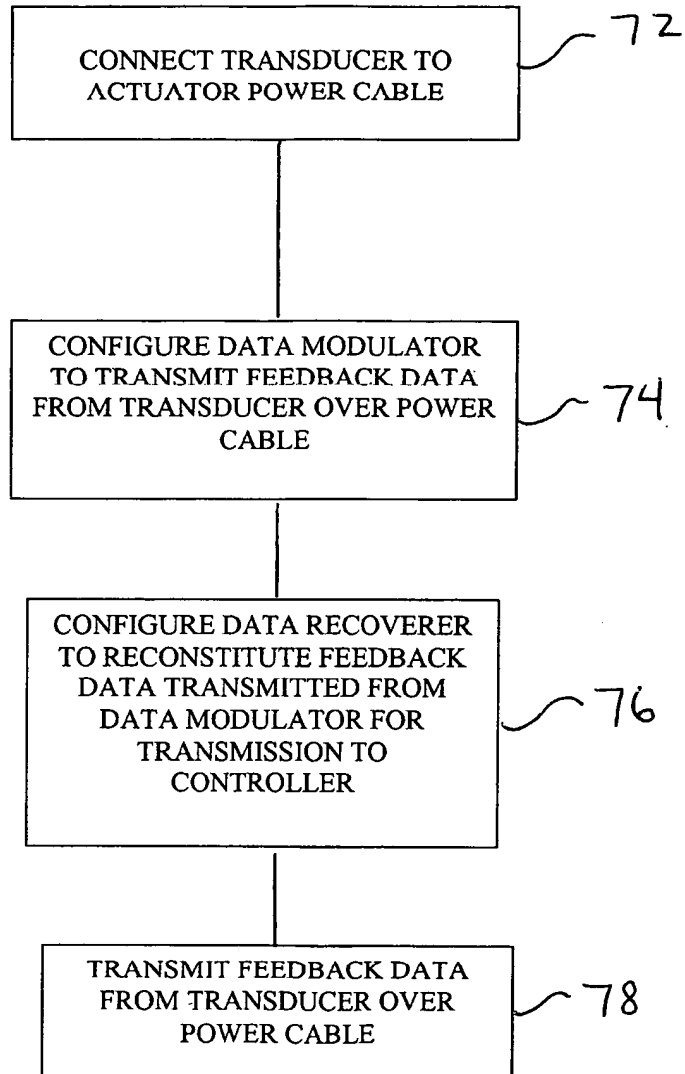 72
CONNECT TRANSDUCER TO
ACTUATOR POWER CABLE
CONFIGURE DATA MODULATOR
TO TRANSMIT FEEDBACK DATA
FROM TRANSDUCER OVER POWER
CABLE
74
CONFIGURE DATA RECOVERER
TO RECONSTITUTE FEEDBACK
DATA TRANSMITTED FROM
DATA MODULATOR FOR
TRANSMISSION TO
CONTROLLER
76
TRANSMIT FEEDBACK DATA
FROM TRANSDUCER OVER
POWER CABLE
78